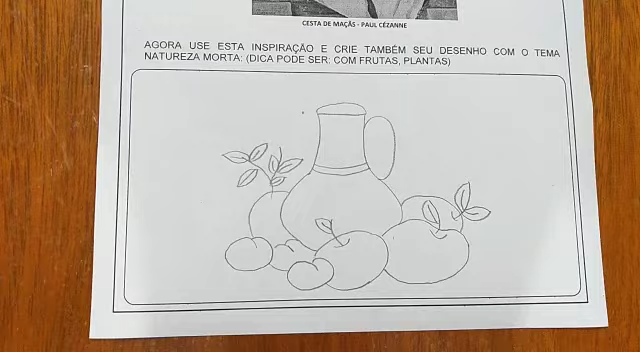 CESTA DE MAÇÃS - PAUL CÉZANNE
AGORA USE ESTA INSPIRAÇÃO E CRIE TAMBÉM SEU DESENHO COM O TEMA
NATUREZA MORTA: (DICA PODE SER: COM FRUTAS, PLANTAS)